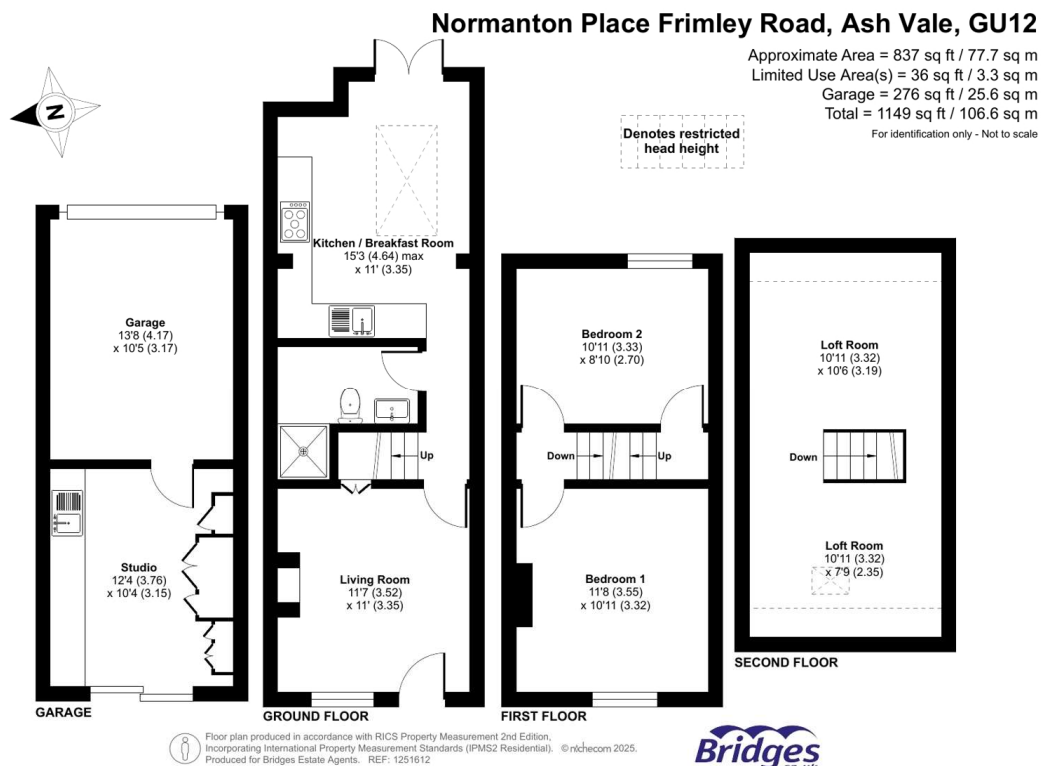 Normanton Place Frimley Road, Ash Vale, GU12
Approximate Area = 837 sq ft / 77.7 sq m
Limited Use Area(s) = 36 sq ft / 3.3 sq m
Garage = 276 sq ft / 25.6 sq m
Total = 1149 sq ft / 106.6 sq m
For identification only - Not to scale
N
Denotes restricted
head height
Garage
13'8 (4.17)
x 10'5 (3.17)
Studio
12'4 (3.76)
x 10'4 (3.15)
GARAGE
Kitchen / Breakfast Room
15'3 (4.64) max
x 11' (3.35)
Up
Living Room
11'7 (3.52)
x 11' (3.35)
GROUND FLOOR
Bedroom 2
10'11 (3.33)
x 8'10 (2.70)
Down
Up
Bedroom 1
11'8 (3.55)
x 10'11 (3.32)
FIRST FLOOR
Loft Room
10'11 (3.32)
x 10'6 (3.19)
Down
Loft Room
10'11 (3.32)
x 7'9 (2.35)
SECOND FLOOR
Floor plan produced in accordance with RICS Property Measurement 2nd Edition,
Incorporating International Property Measurement Standards (IPMS2 Residential). © nichecom 2025.
Produced for Bridges Estate Agents. REF: 1251612
Bridges